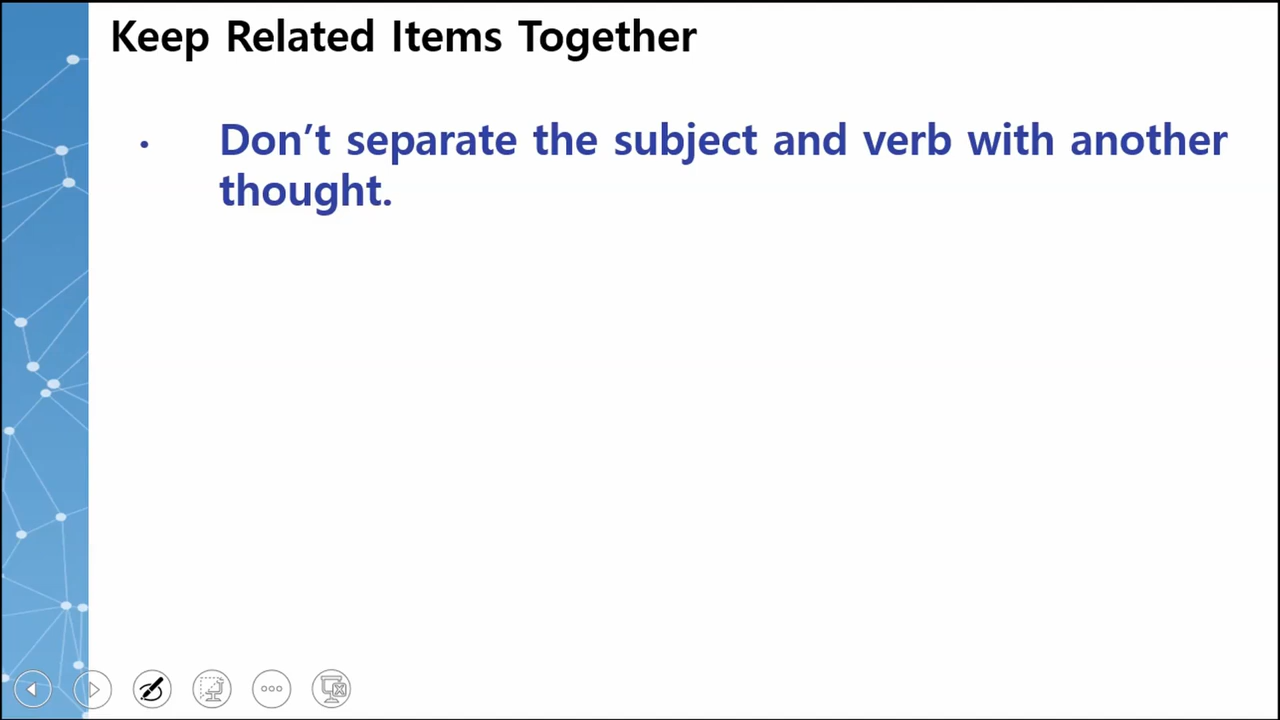 Keep Related Items Together
• Don’t separate the subject and verb with another
thought.